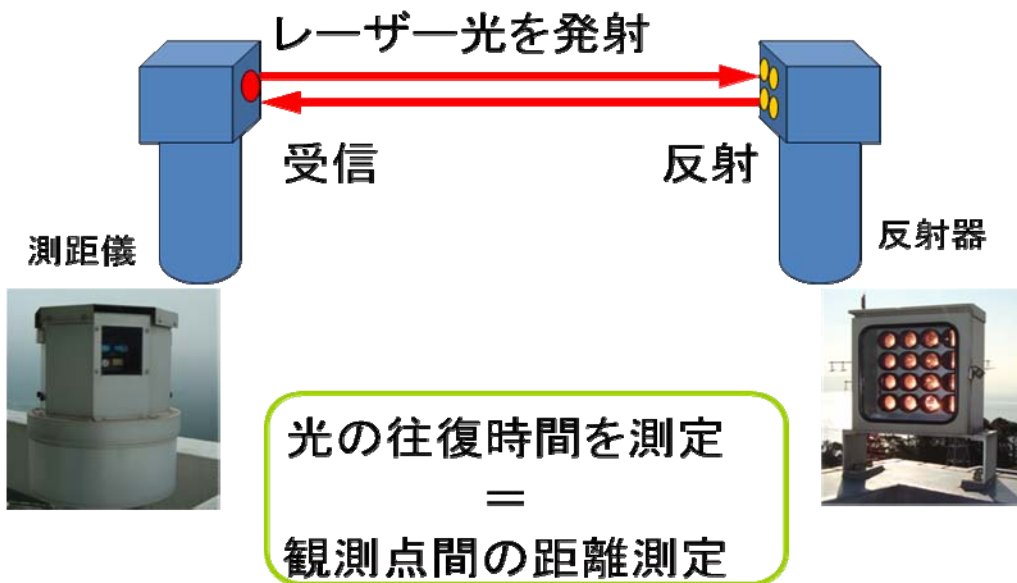 レーザー光を発射
受信
反射
測距儀
反射器
光の往復時間を測定
＝
観測点間の距離測定